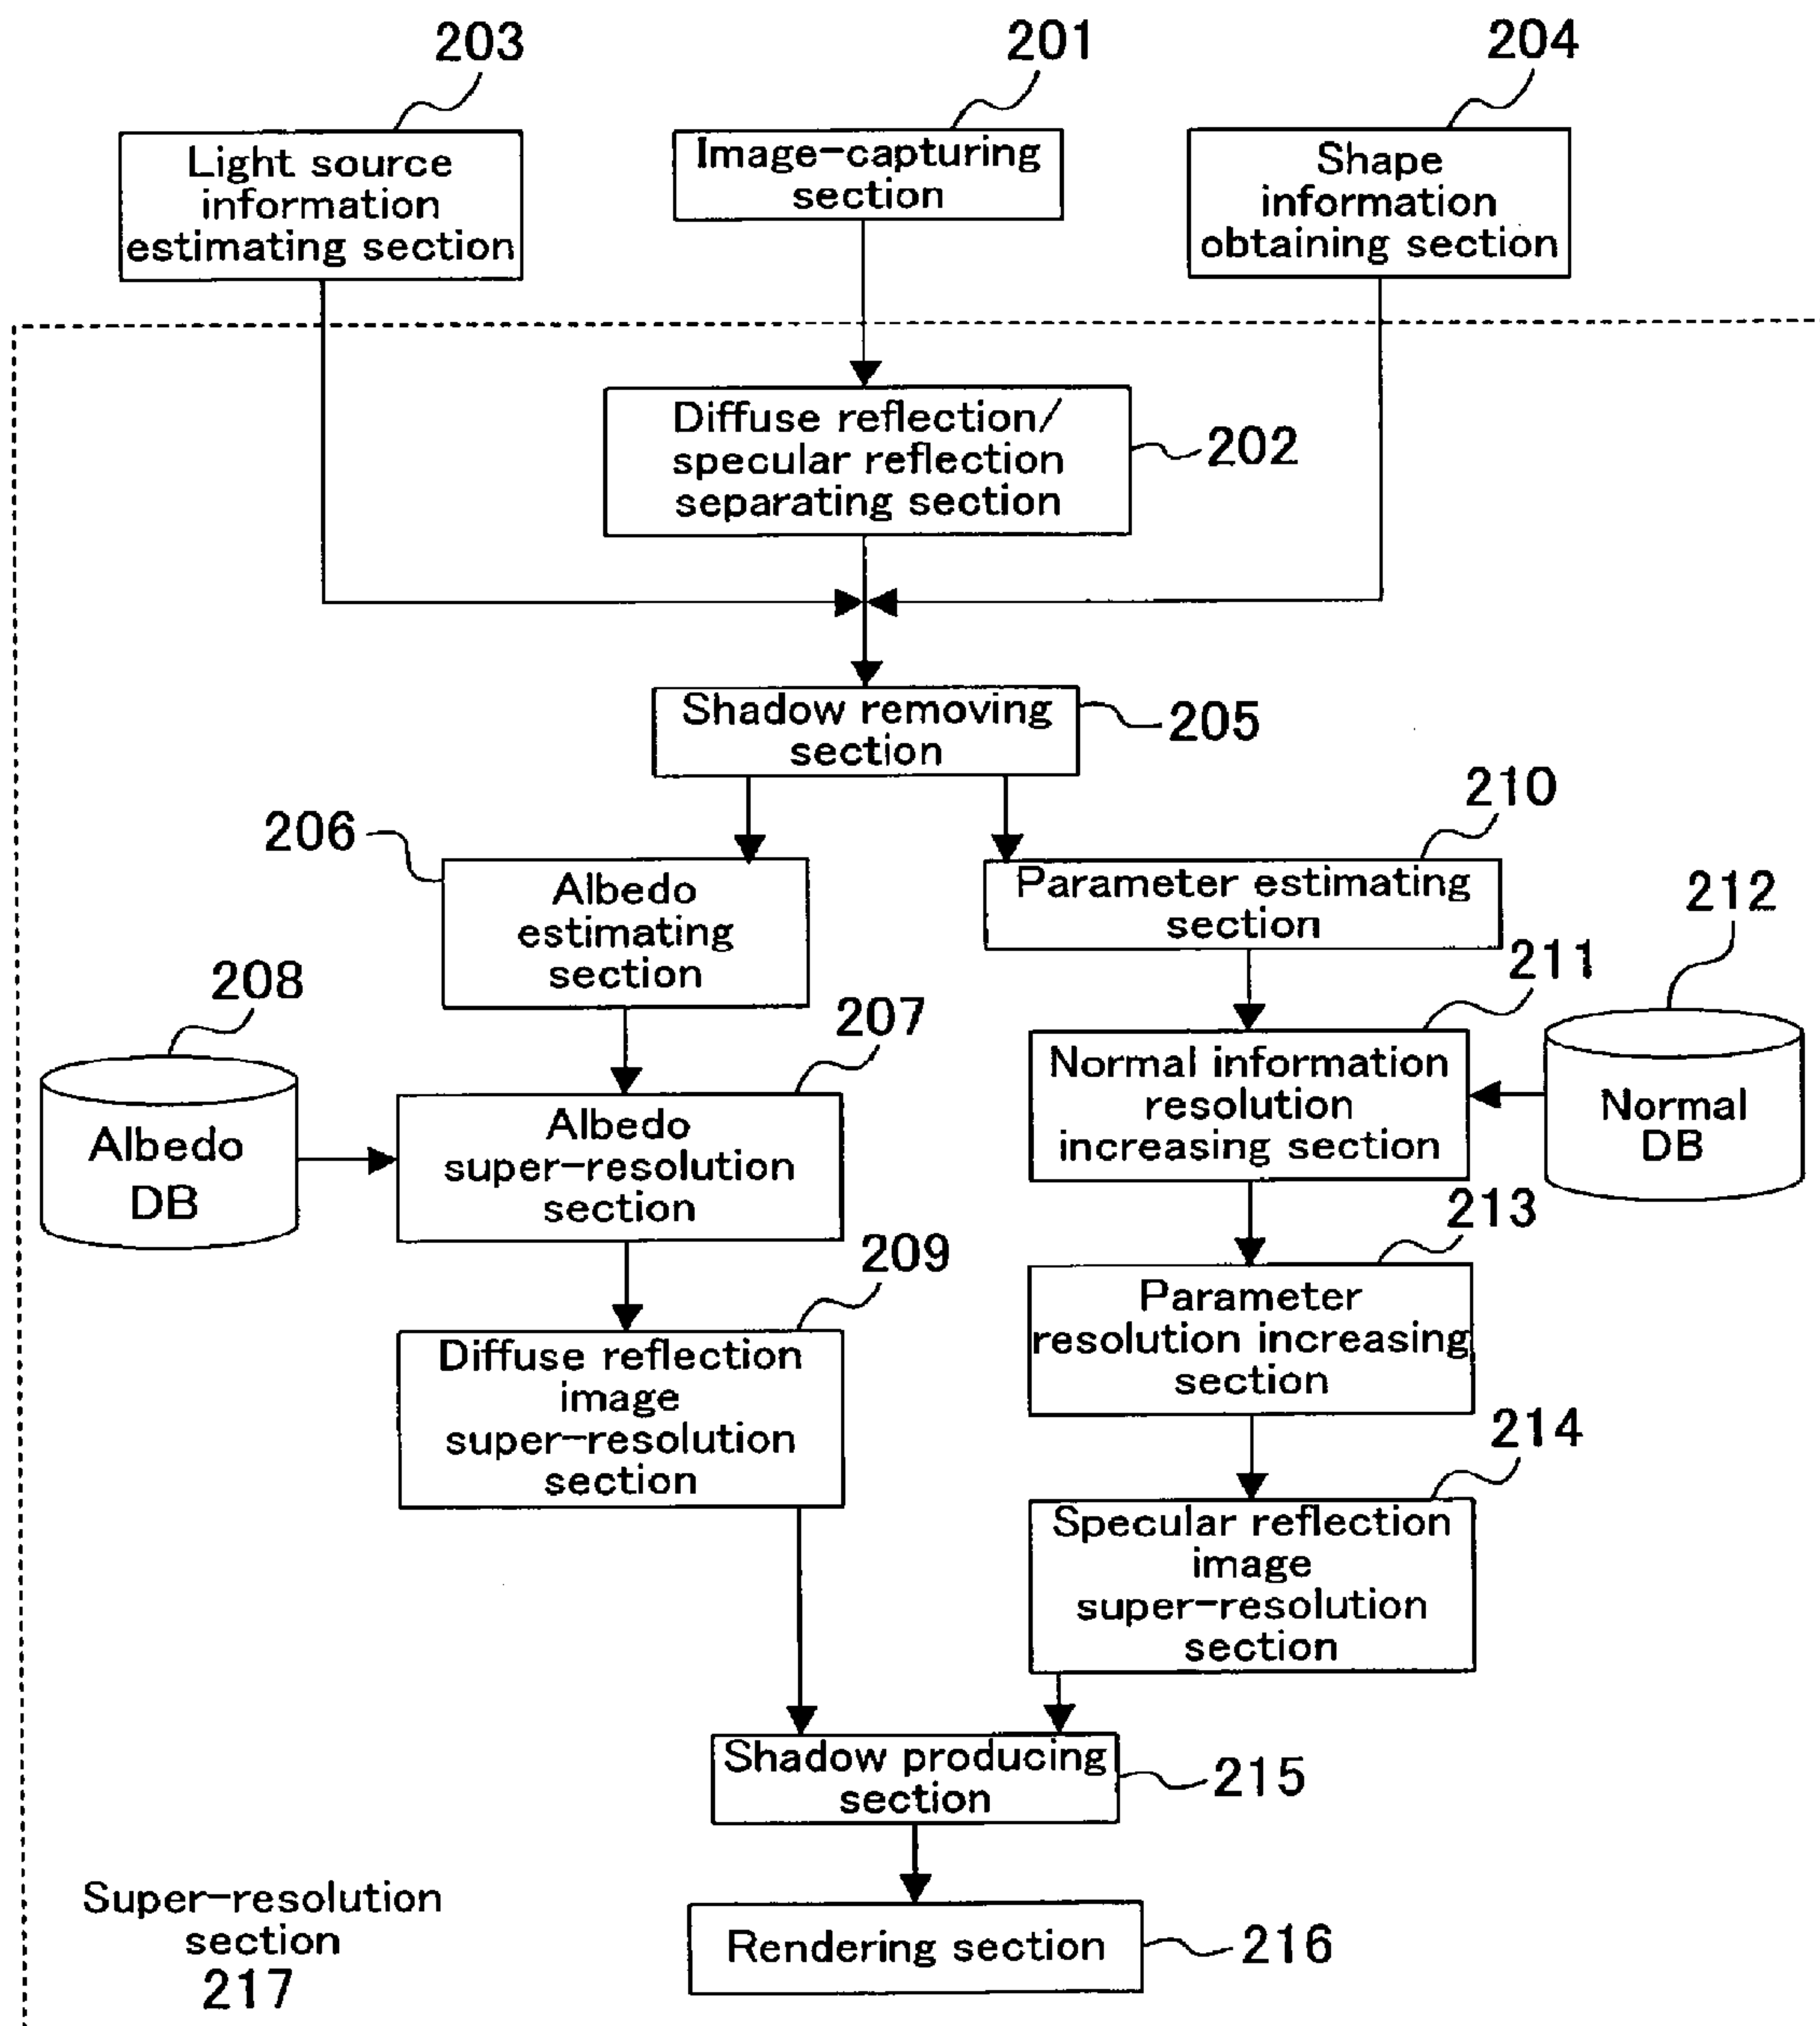 203
201
204
Light source
information
estimating section
Image-capturing
section
Shape
information
obtaining section
Diffuse reflection/
specular reflection
separating section
202
Shadow removing
section
205
206
210
Albedo
estimating
section
Parameter estimating
section
212
211
208
207
Albedo
DB
Albedo
super-resolution
section
Normal information
resolution
increasing section
Normal
DB
213
209
Diffuse reflection
image
super-resolution
section
Parameter
resolution increasing
section
214
Specular reflection
image
super-resolution
section
Shadow producing
section
215
Super-resolution
section
217
Rendering section
216